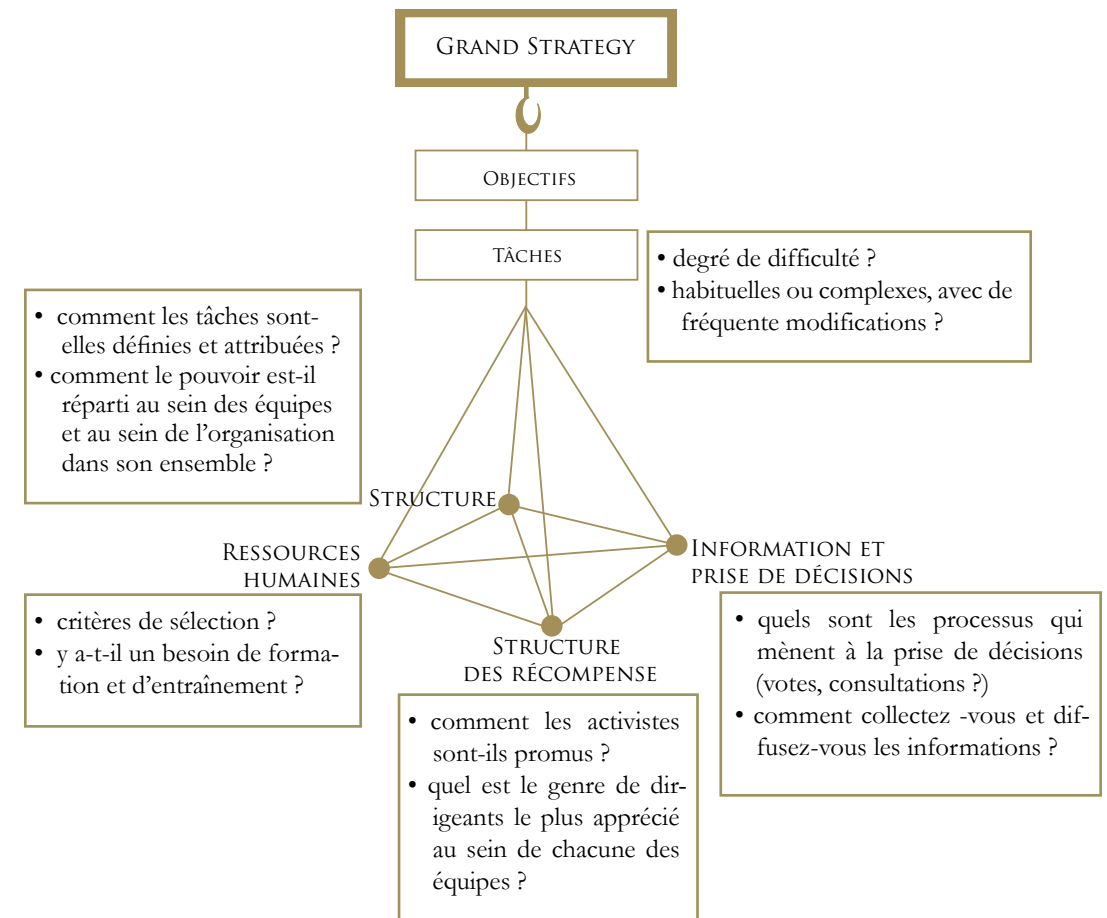 Grand Strategy
Objectifs
Tâches
• degré de difficulté ?
• habituelles ou complexes, avec de
fréquente modifications ?
• comment les tâches sont-
elles définies et attribuées ?
• comment le pouvoir est-il
réparti au sein des équipes
et au sein de l’organisation
dans son ensemble ?
Structure
Ressources
humaines
Information et
prise de décisions
• critères de sélection ?
• y a-t-il un besoin de forma-
tion et d’entraînement ?
Structure
des récompense
• quels sont les processus qui
mènent à la prise de décisions
(votes, consultations ?)
• comment collectez -vous et dif-
fusez-vous les informations ?
• comment les activistes
sont-ils promus ?
• quel est le genre de dir-
igeants le plus apprécié
au sein de chacune des
équipes ?